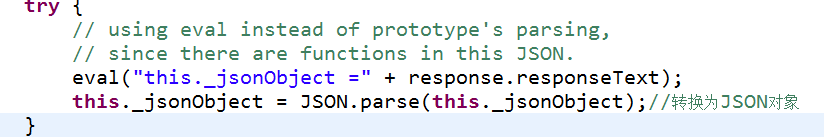 try {
// using eval instead of prototype's parsing,
// since there are functions in this JSON.
eval("this._jsonObject =" + response.responseText);
this._jsonObject = JSON.parse(this._jsonObject);//转换为JSON对象
}